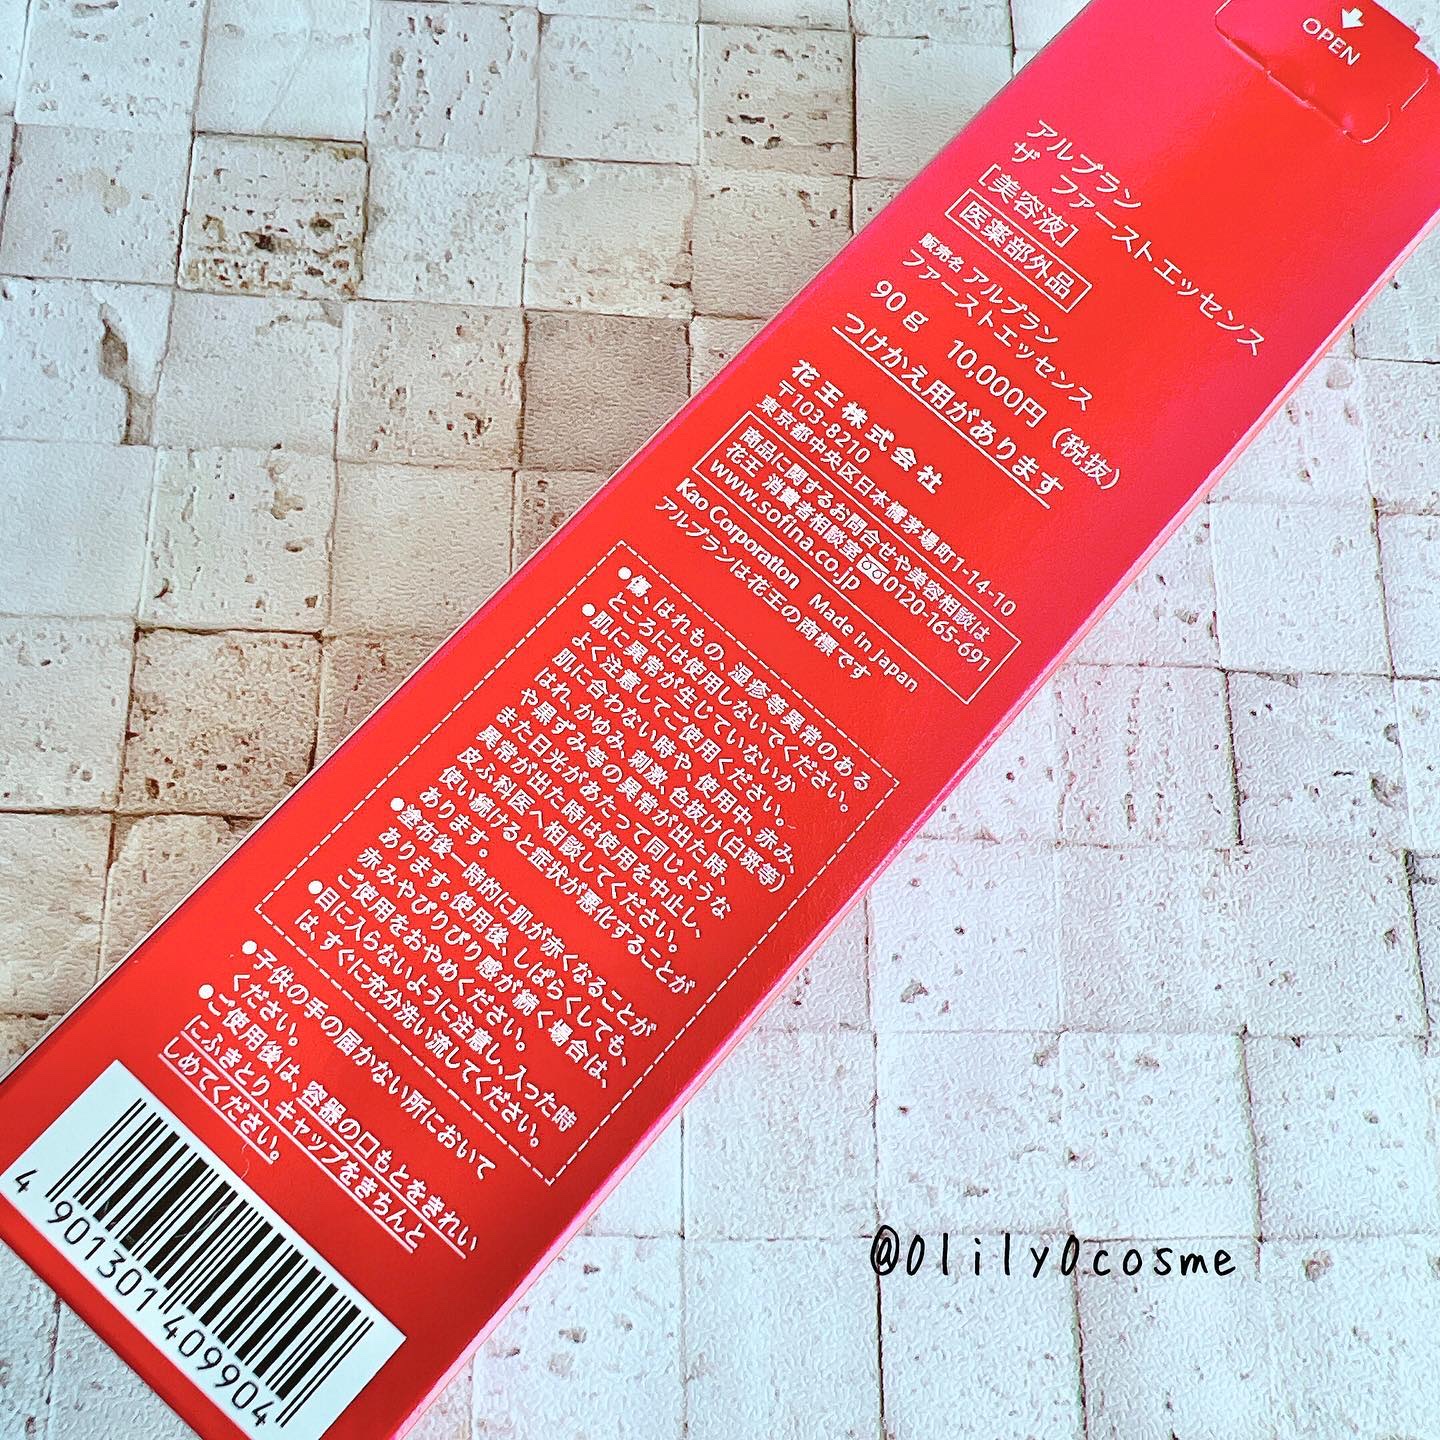 OPEN
アルブラン
ザ ファースト エッセンス
[美容液]
医薬部外品
販売名 アルブラン
ファーストエッセンス
90g 10,000円(税抜)
つけかえ用があります
花王株式会社
〒103-8210
東京都中央区日本橋茅場町1-14-10
商品に関するお問合せや美容相談は
花王 消費者相談室 0120-165-691
www.sofina.co.jp
Kao Corporation Made in Japan
アルブランは花王の商標です
●傷、はれもの、湿疹等異常のある
ところには使用しないでください。
●肌に異常が生じていないか
よく注意してご使用ください。
肌に合わない時や、使用中、赤み、
はれ、かゆみ、刺激、色抜け(白斑等)
や黒ずみ等の異常が出た時、
また日光があたって同じような
異常が出た時は使用を中止し、
皮ふ科医へ相談してください。
使い続けると症状が悪化することが
あります。
●塗布後一時的に肌が赤くなることが
あります。使用後、しばらくしても、
赤みやぴりぴり感が続く場合は、
ご使用をおやめください。
●目に入らないように注意し、入った時
は、すぐに充分洗い流してください。
●子供の手の届かない所において
ください。
●ご使用後は、容器の口もとをきれい
にふきとり、キャップをきちんと
しめてください。
4 901301 409904
@0lily0cosme